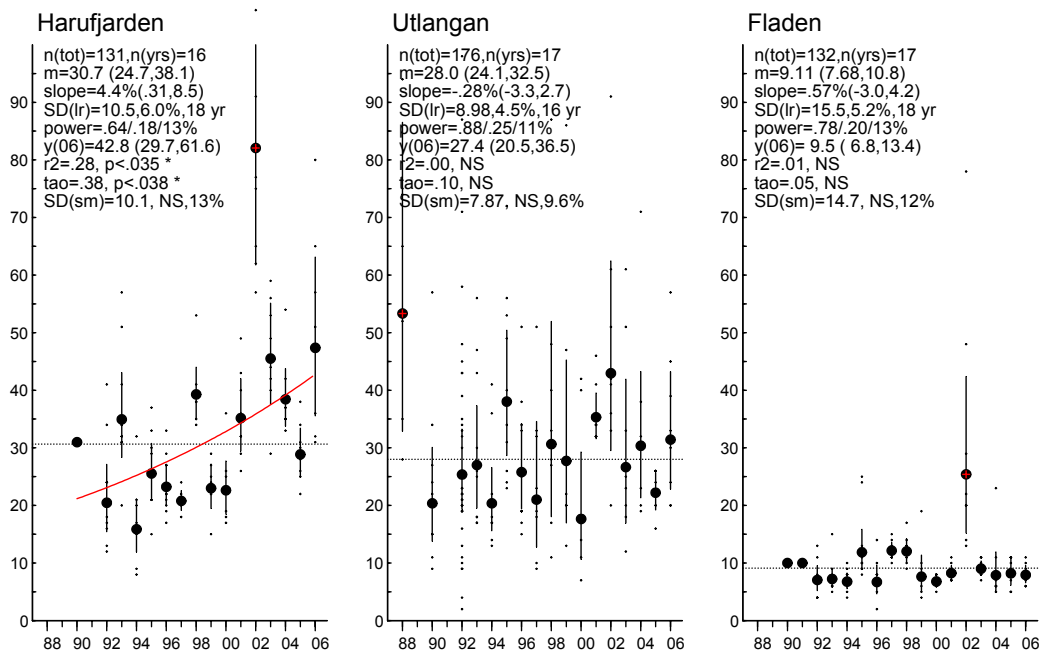 Harufjarden
n(tot)=131,n(yrs)=16
m=30.7 (24.7,38.1)
slope=4.4%(.31,8.5)
SD(lr)=10.5,6.0%,18 yr
power=.64/.18/13%
y(06)=42.8 (29.7,61.6)
r2=.28, p<.035 *
tao=.38, p<.038 *
SD(sm)=10.1, NS,13%
90
80
70
60
50
40
30
20
10
0
88 90 92 94 96 98 00 02 04 06
Utlangan
n(tot)=176,n(yrs)=17
m=28.0 (24.1,32.5)
slope=-.28%(-3.3,2.7)
SD(lr)=8.98,4.5%,16 yr
power=.88/.25/11%
y(06)=27.4 (20.5,36.5)
r2=.00, NS
tao=.10, NS
SD(sm)=7.87, NS,9.6%
90
80
70
60
50
40
30
20
10
0
88 90 92 94 96 98 00 02 04 06
Fladen
n(tot)=132,n(yrs)=17
m=9.11 (7.68,10.8)
slope=.57%(-3.0,4.2)
SD(lr)=15.5,5.2%,18 yr
power=.78/.20/13%
y(06)= 9.5 ( 6.8,13.4)
r2=.01, NS
tao=.05, NS
SD(sm)=14.7, NS,12%
90
80
70
60
50
40
30
20
10
0
88 90 92 94 96 98 00 02 04 06